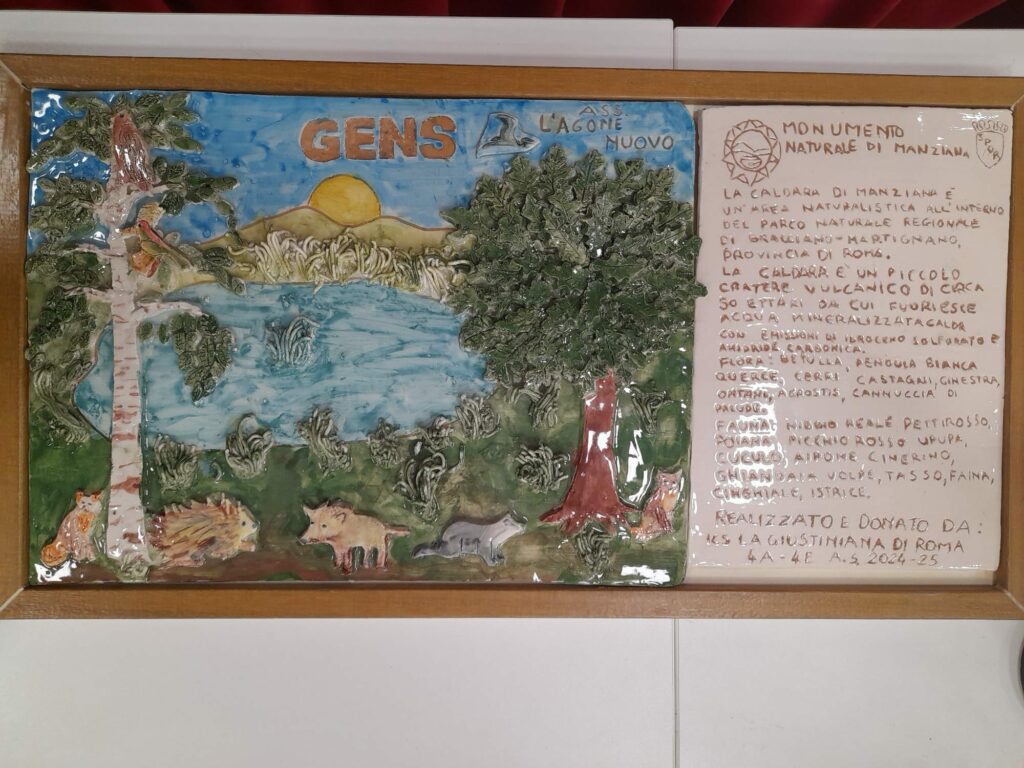 GENS
ASS
L'AGONE
NUOVO
MONUMENTO
NATURALE DI MANZIANA
LA CALDARA DI MANZIANA È
UN'AREA NATURALISTICA ALL'INTERNO
DEL PARCO NATURALE REGIONALE
DI BRACCIANO-MARTIGNANO,
PROVINCIA DI ROMA.
LA CALDARA È UN PICCOLO
CRATERE VULCANICO DI CIRCA
50 ETTARI DA CUI FUORIESCE
ACQUA MINERALIZZATA CALDA
CON EMISSIONI DI IDROGENO SOLFURATO E
ANIDRIDE CARBONICA.
FLORA: BETULLA, PENDULA BIANCA
QUERCE, CERRI CASTAGNI, GINESTRA,
ONTANI, AGROSTIS, CANNUCCIA DI
PALUDE.
FAUNA: NIBBIO REALE, PETTIROSSO,
POIANA, PICCHIO ROSSO UPUPA,
CUCULO, AIRONE CINERINO,
GHIANDAIA VOLPE, TASSO, FAINA,
CINGHIALE, ISTRICE.
REALIZZATO E DONATO DA:
ICS LA GIUSTINIANA DI ROMA
4A - 4E A.S. 2024-25